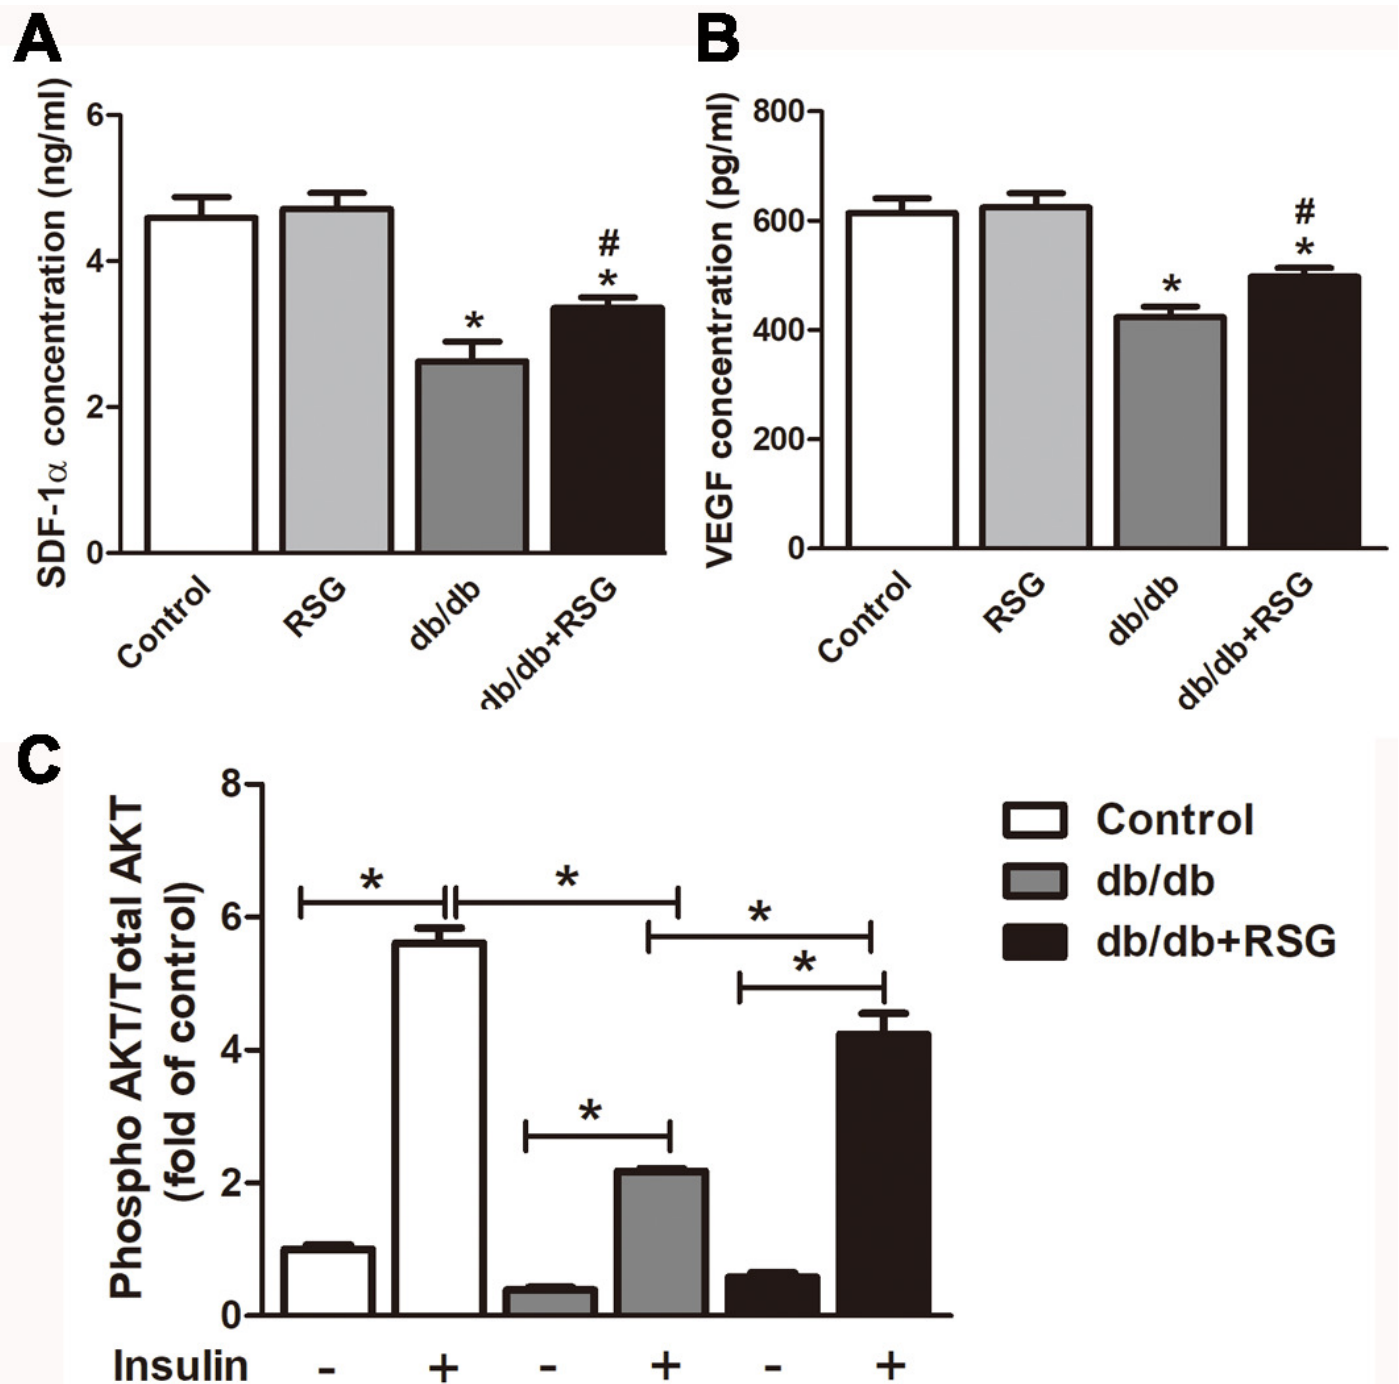 A
SDF-1α concentration (ng/ml)
6
4
2
0
*
#
*
Control
RSG
db/db
db/db+RSG
B
VEGF concentration (pg/ml)
800
600
400
200
0
*
#
*
Control
RSG
db/db
db/db+RSG
C
Phospho AKT/Total AKT
(fold of control)
8
6
4
2
0
*
*
*
*
*
Insulin - + - + - +
Control
db/db
db/db+RSG